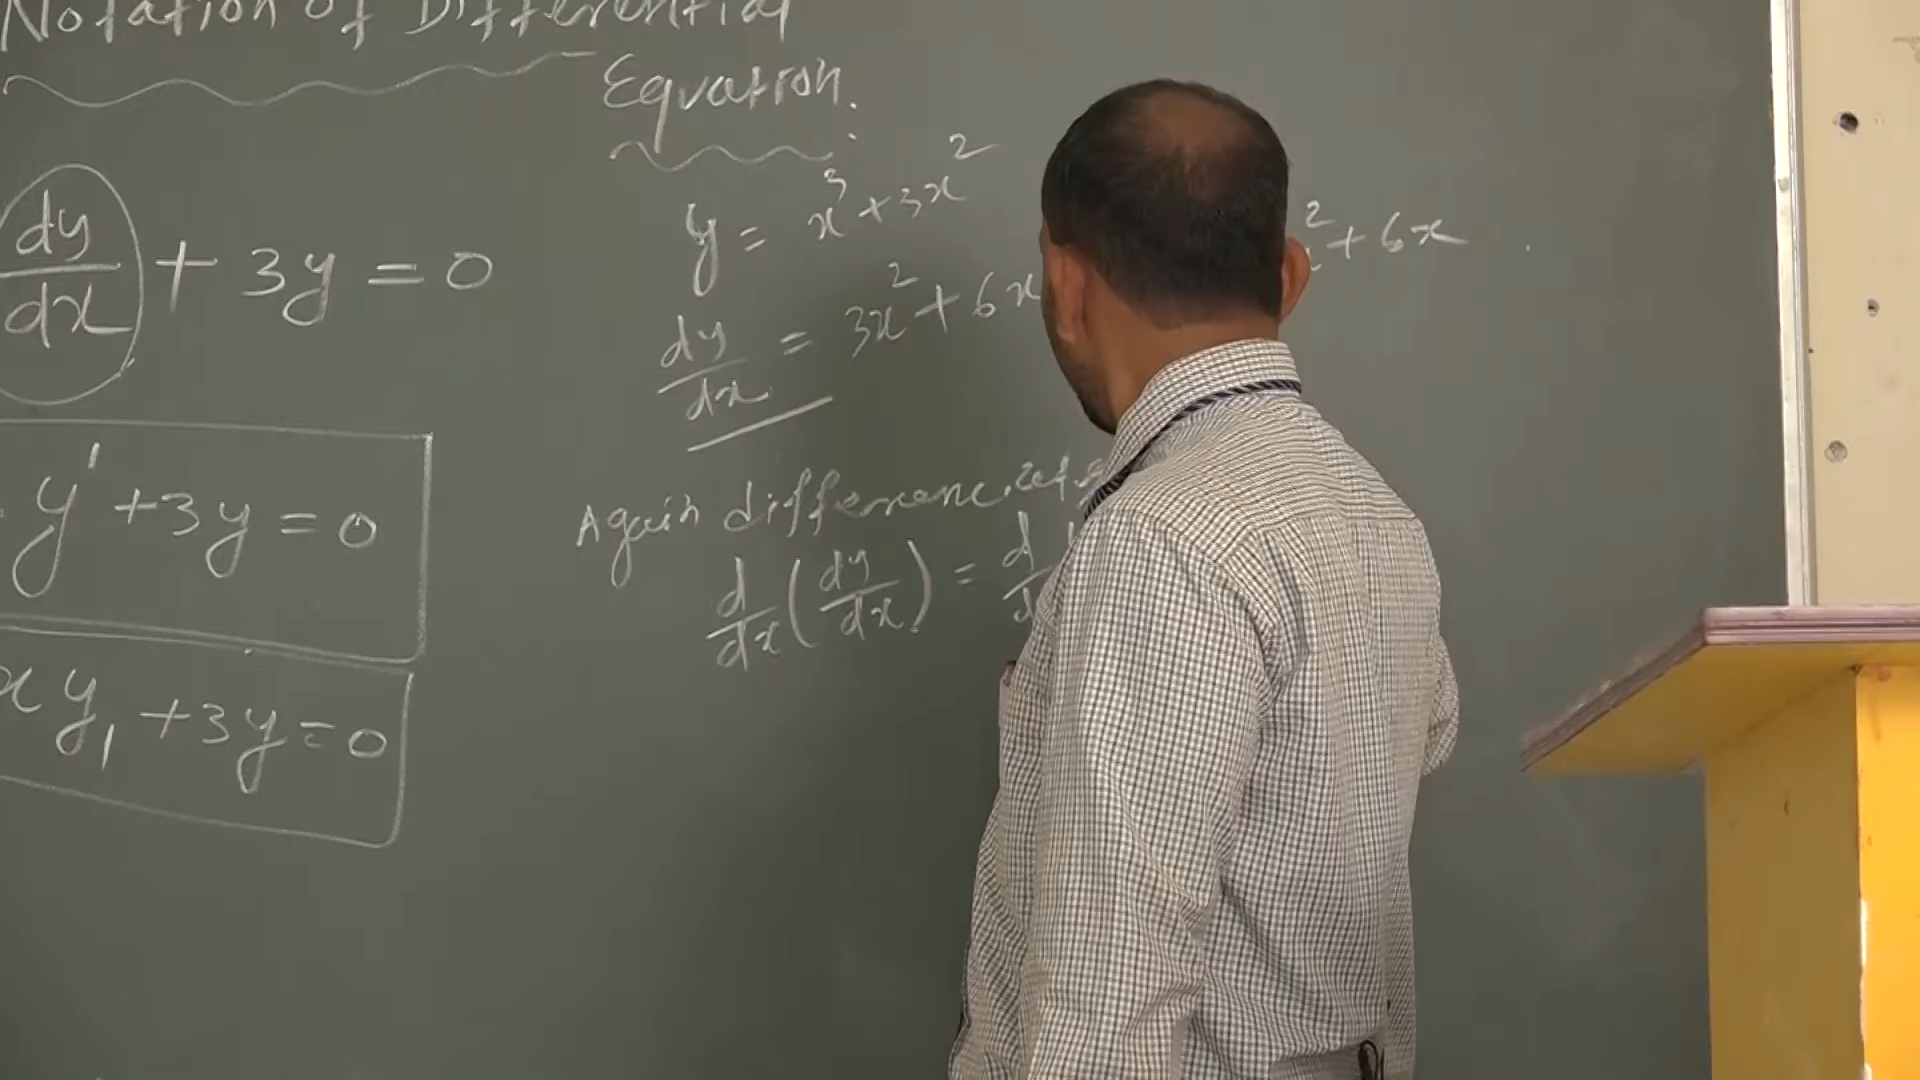 Notation of Differential
Equation.
dy/dx + 3y = 0
y' + 3y = 0
x y₁ + 3y = 0
y = x³ + 3x²
dy/dx = 3x² + 6x
² + 6x
Again
d/dx (dy/dx) = d